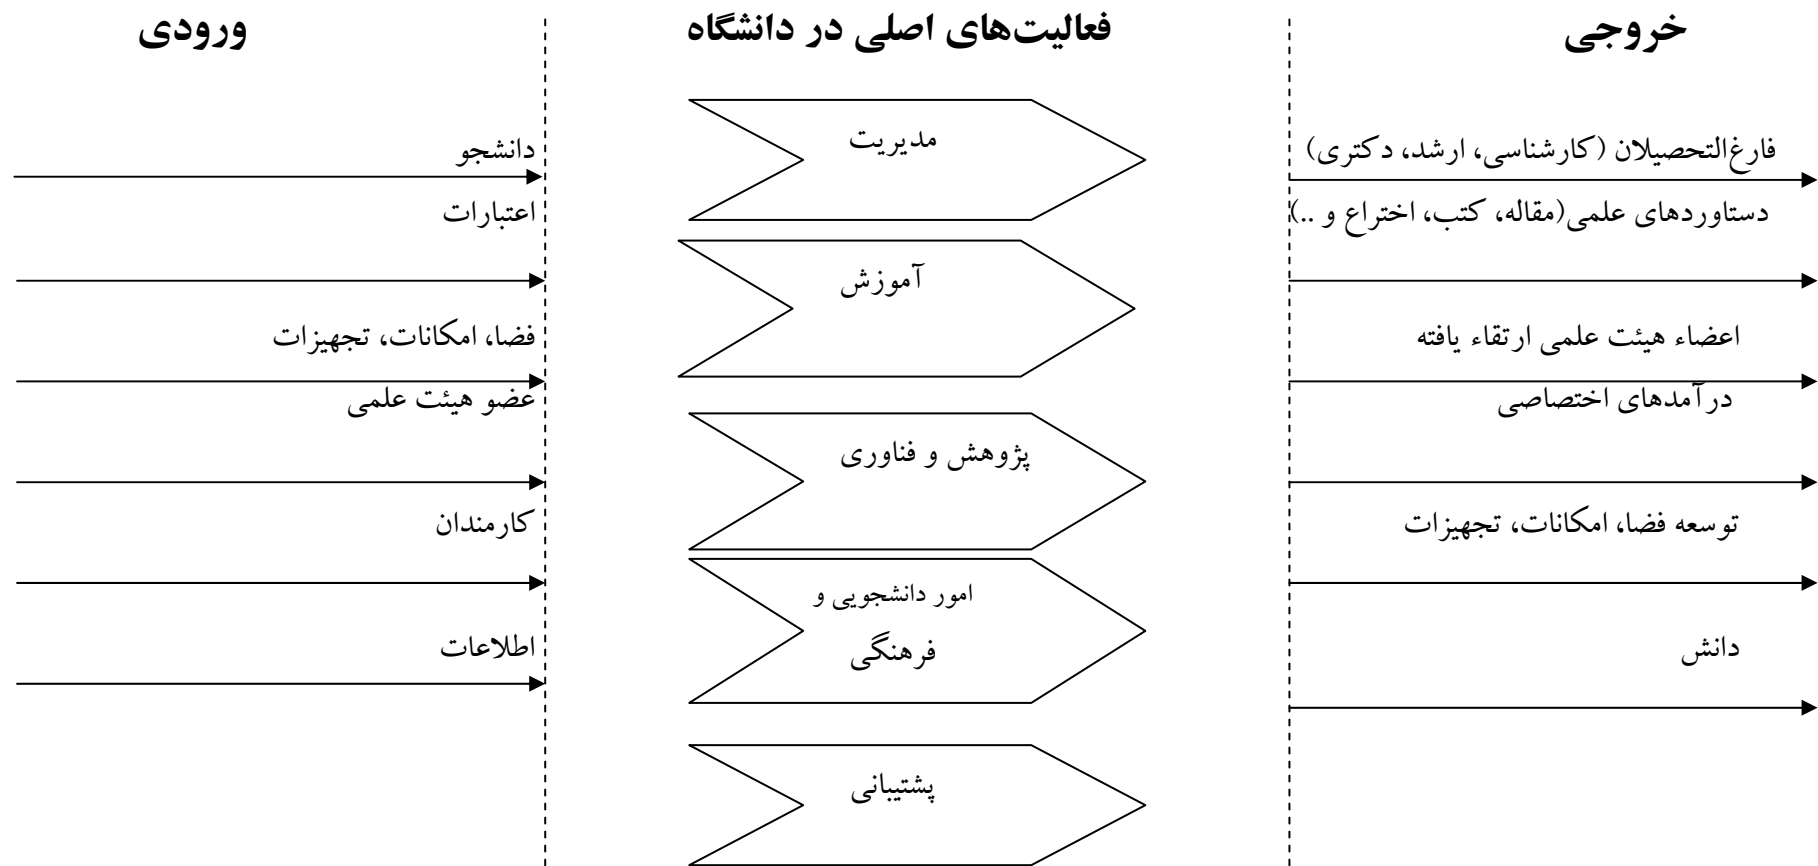 ورودی
فعالیت‌های اصلی در دانشگاه
خروجی
دانشجو
اعتبارات
فضا، امکانات، تجهیزات
عضو هیئت علمی
کارمندان
اطلاعات
مدیریت
آموزش
پژوهش و فناوری
امور دانشجویی و
فرهنگی
پشتیبانی
فارغ‌التحصیلان (کارشناسی، ارشد، دکتری)
دستاوردهای علمی(مقاله، کتب، اختراع و ..)
اعضاء هیئت علمی ارتقاء یافته
درآمدهای اختصاصی
توسعه فضا، امکانات، تجهیزات
دانش